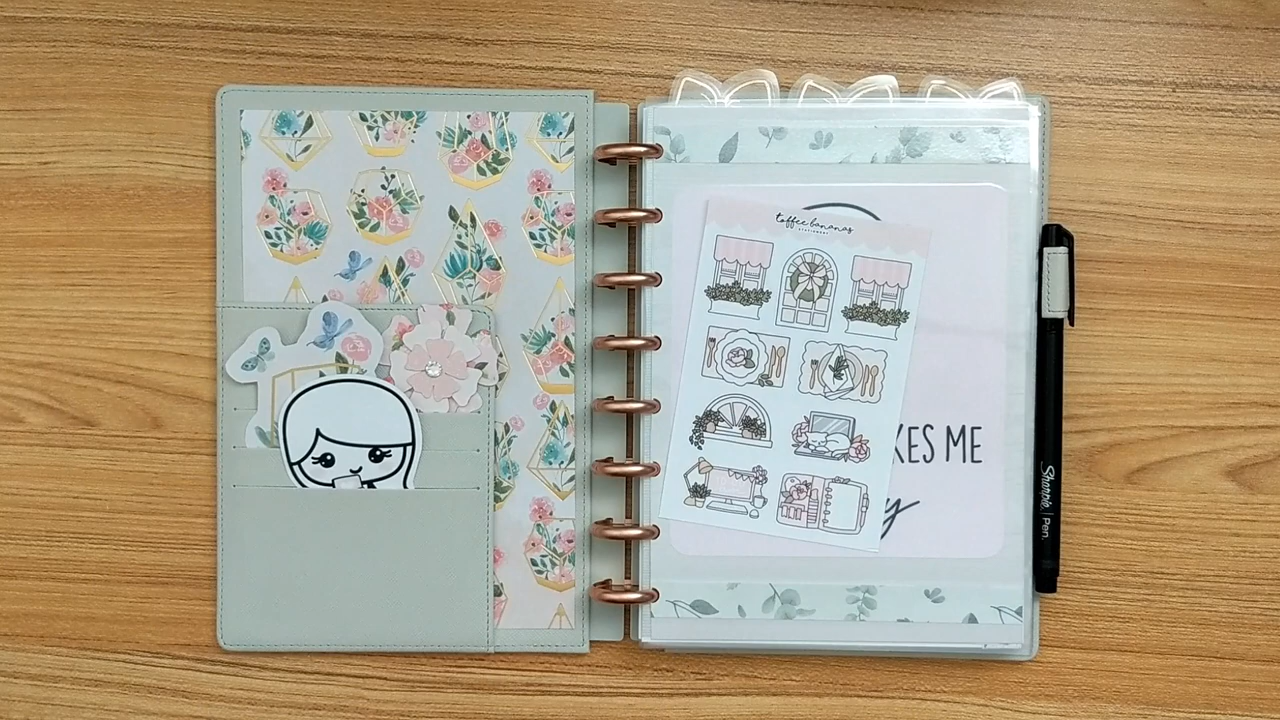 toffee bananas
STATIONERY
KES ME
y
Sharpie. Pen.